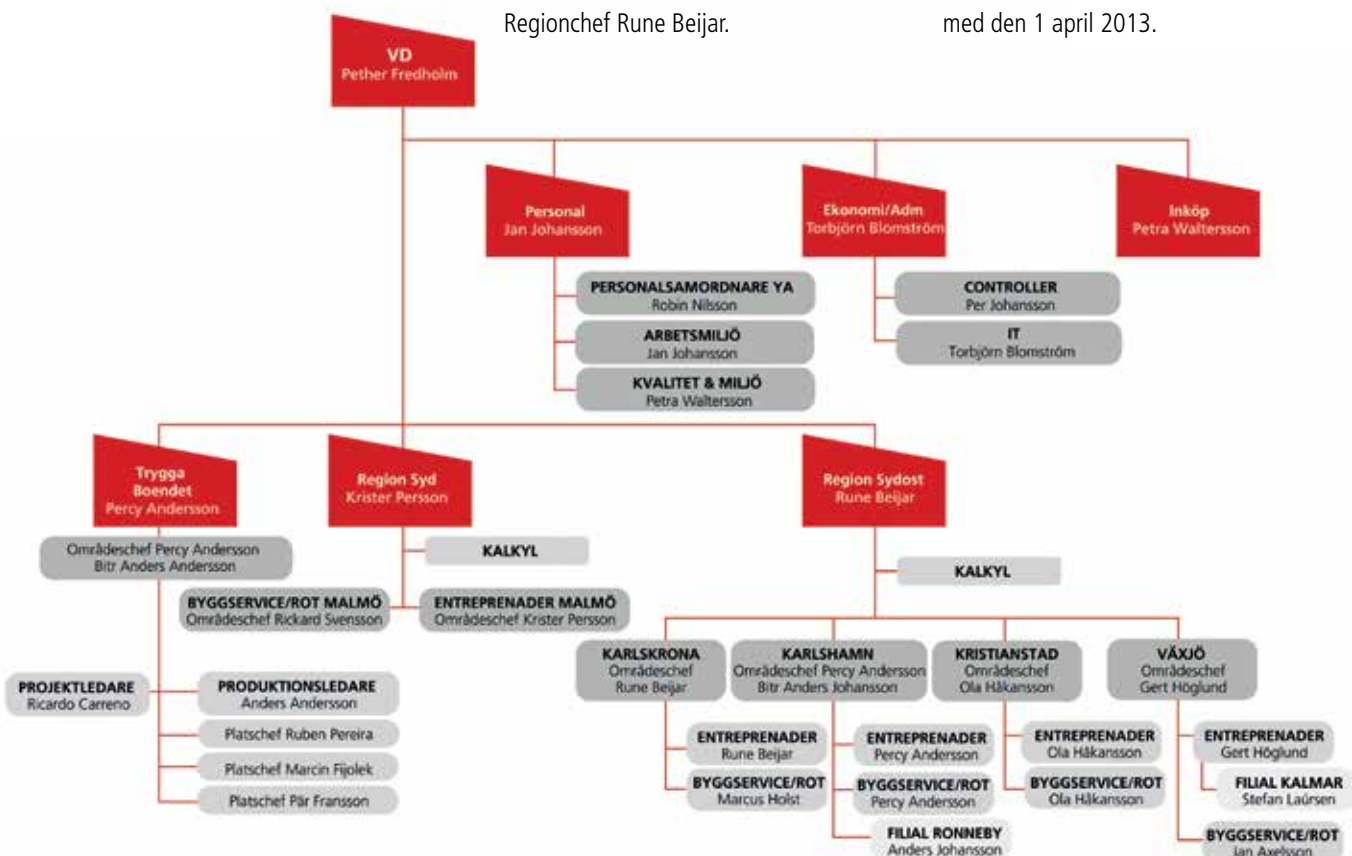 Regionchef Rune Beijar.
med den 1 april 2013.
VD
Pether Fredholm
Personal
Jan Johansson
Ekonomi/Adm
Torbjörn Blomström
Inköp
Petra Waltersson
PERSONALSAMORDNARE YA
Robin Nilsson
ARBETSMILJÖ
Jan Johansson
KVALITET & MILJÖ
Petra Waltersson
CONTROLLER
Per Johansson
IT
Torbjörn Blomström
Trygga
Boendet
Percy Andersson
Region Syd
Krister Persson
Region Sydost
Rune Beijar
Områdeschef Percy Andersson
Bitr Anders Andersson
KALKYL
BYGGSERVICE/ROT MALMÖ
Områdeschef Rickard Svensson
ENTREPRENADER MALMÖ
Områdeschef Krister Persson
KALKYL
PROJEKTLEDARE
Ricardo Carreno
PRODUKTIONSLEDARE
Anders Andersson
Platschef Ruben Pereira
Platschef Marcin Fijolek
Platschef Pär Fransson
KARLSKRONA
Områdeschef
Rune Beijar
KARLSHAMN
Områdeschef Percy Andersson
Bitr Anders Johansson
KRISTIANSTAD
Områdeschef
Ola Håkansson
VÄXJÖ
Områdeschef
Gert Höglund
ENTREPRENADER
Rune Beijar
BYGGSERVICE/ROT
Marcus Holst
ENTREPRENADER
Percy Andersson
BYGGSERVICE/ROT
Percy Andersson
FILIAL RONNEBY
Anders Johansson
ENTREPRENADER
Ola Håkansson
BYGGSERVICE/ROT
Ola Håkansson
ENTREPRENADER
Gert Höglund
FILIAL KALMAR
Stefan Laúrsen
BYGGSERVICE/ROT
Jan Axelsson